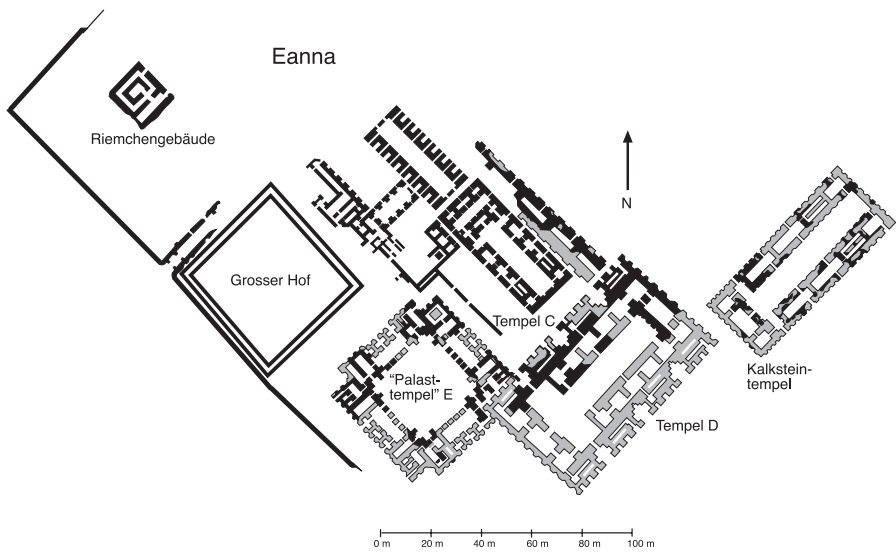 Eanna
Riemchengebäude
N
Grosser Hof
Tempel C
"Palast-
tempel" E
Kalkstein-
tempel
Tempel D
0 m 20 m 40 m 60 m 80 m 100 m